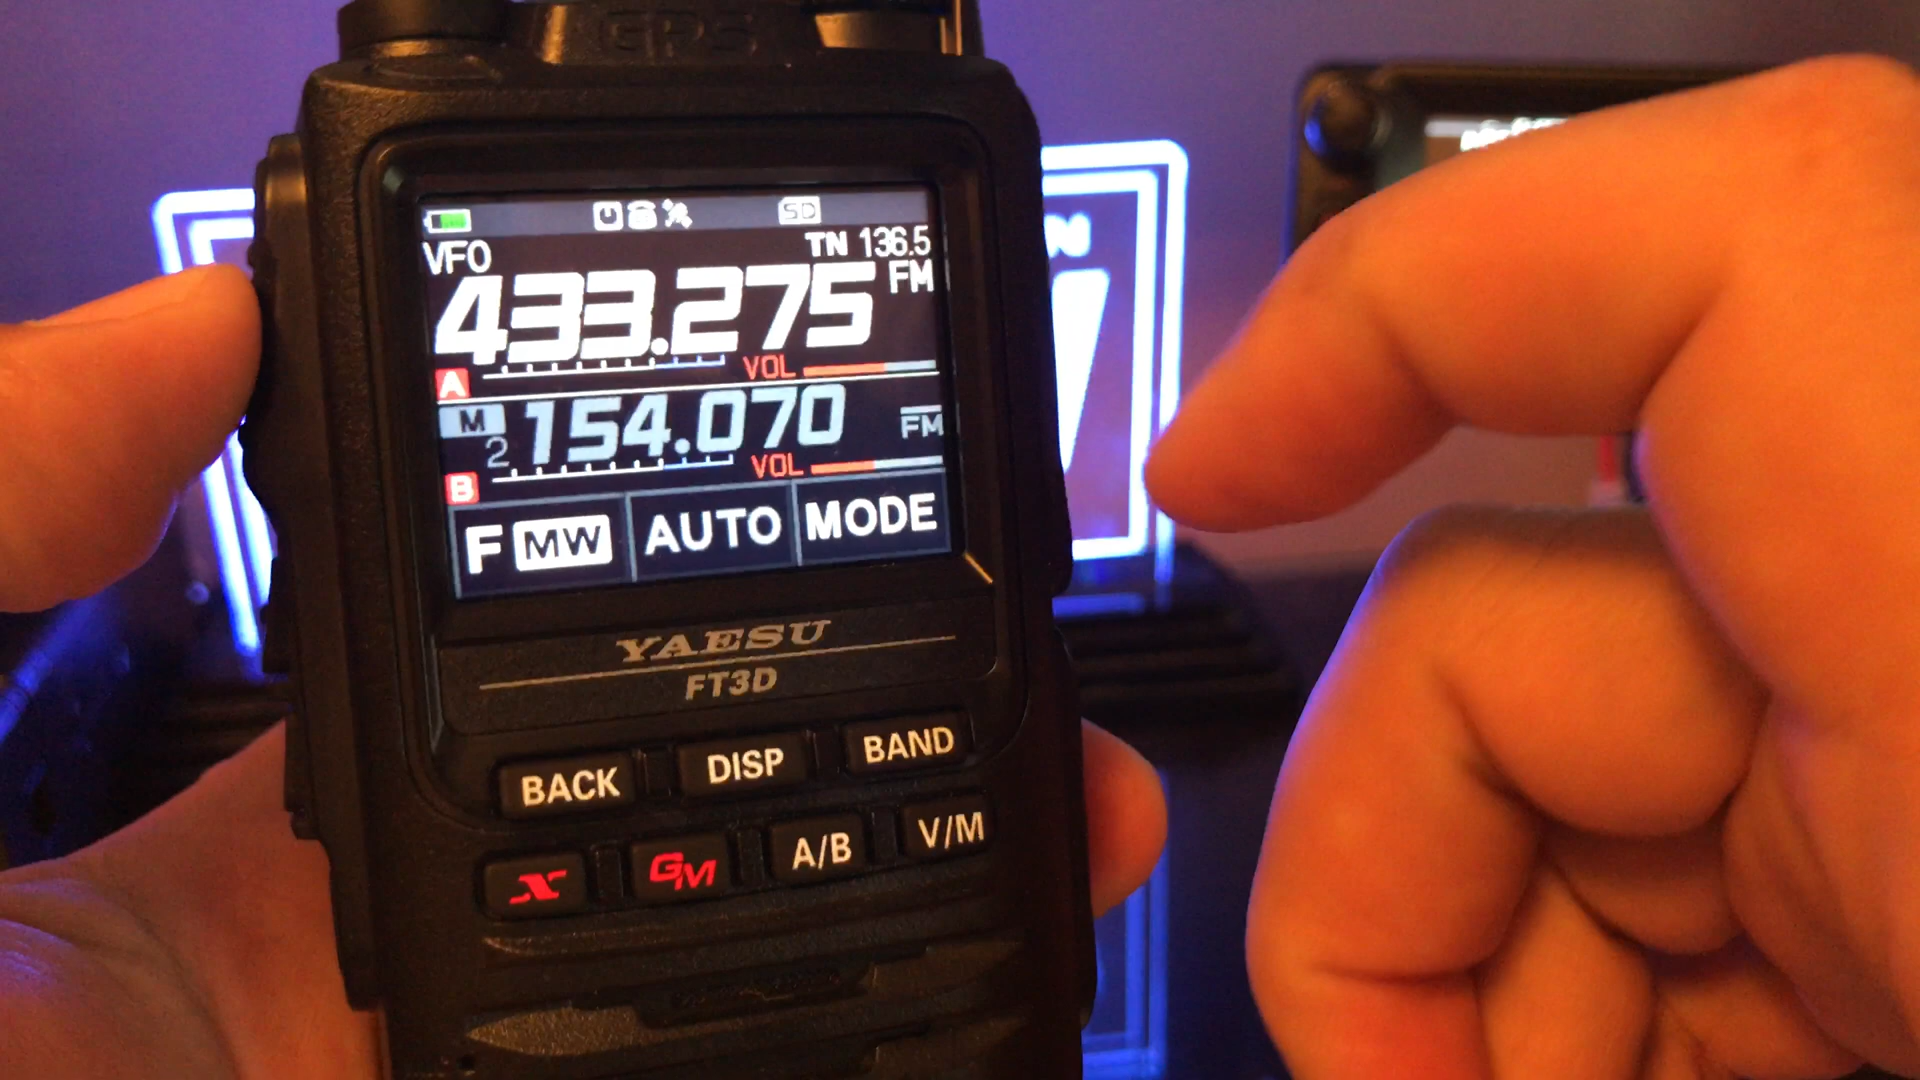 GPS
SD
VFO TN 136.5
433.275 FM
A VOL
M 2 154.070 FM
B VOL
F MW AUTO MODE
YAESU
FT3D
BACK DISP BAND
X GM A/B V/M